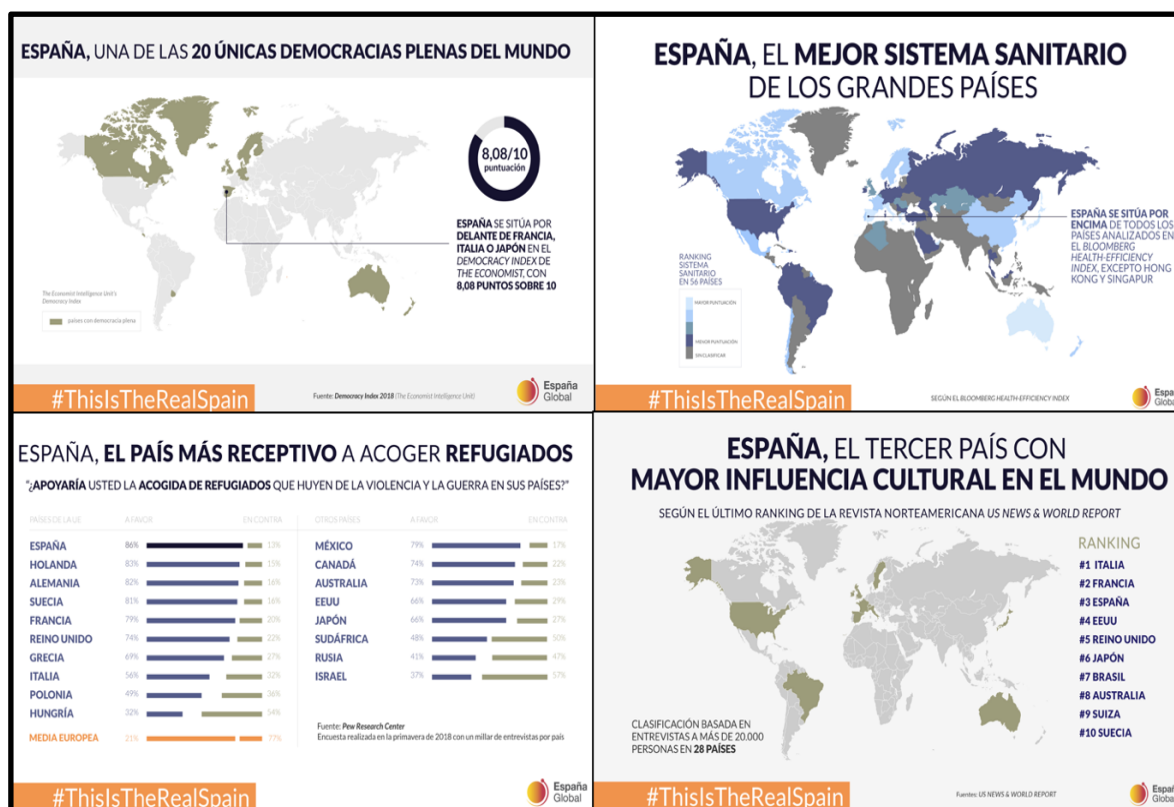 ESPAÑA, UNA DE LAS 20 ÚNICAS DEMOCRACIAS PLENAS DEL MUNDO
8,08/10
puntuación
ESPAÑA SE SITÚA POR
DELANTE DE FRANCIA,
ITALIA O JAPÓN EN EL
DEMOCRACY INDEX DE
THE ECONOMIST, CON
8,08 PUNTOS SOBRE 10
The Economist Intelligence Unit's
Democracy Index
países con democracia plena
#ThisIsTheRealSpain
Fuente: Democracy Index 2018 (The Economist Intelligence Unit)
España
Global
ESPAÑA, EL MEJOR SISTEMA SANITARIO
DE LOS GRANDES PAÍSES
ESPAÑA SE SITÚA POR
ENCIMA DE TODOS LOS
PAÍSES ANALIZADOS EN
EL BLOOMBERG
HEALTH-EFFICIENCY
INDEX, EXCEPTO HONG
KONG Y SINGAPUR
RANKING
SISTEMA
SANITARIO
EN 56 PAÍSES
MAYOR PUNTUACIÓN
MENOR PUNTUACIÓN
SIN CLASIFICAR
#ThisIsTheRealSpain
SEGÚN EL BLOOMBERG HEALTH-EFFICIENCY INDEX
Espa
Glob
ESPAÑA, EL PAÍS MÁS RECEPTIVO A ACOGER REFUGIADOS
"¿APOYARÍA USTED LA ACOGIDA DE REFUGIADOS QUE HUYEN DE LA VIOLENCIA Y LA GUERRA EN SUS PAÍSES?"
PAÍSES DE LA UE A FAVOR EN CONTRA
ESPAÑA 86% 13%
HOLANDA 83% 15%
ALEMANIA 82% 16%
SUECIA 81% 16%
FRANCIA 79% 20%
REINO UNIDO 74% 22%
GRECIA 69% 27%
ITALIA 56% 32%
POLONIA 49% 36%
HUNGRÍA 32% 54%
MEDIA EUROPEA 21% 77%
OTROS PAÍSES A FAVOR EN CONTRA
MÉXICO 79% 17%
CANADÁ 74% 22%
AUSTRALIA 73% 23%
EEUU 66% 29%
JAPÓN 66% 27%
SUDÁFRICA 48% 50%
RUSIA 41% 47%
ISRAEL 37% 57%
Fuente: Pew Research Center
Encuesta realizada en la primavera de 2018 con un millar de entrevistas por país
#ThisIsTheRealSpain
España
Global
ESPAÑA, EL TERCER PAÍS CON
MAYOR INFLUENCIA CULTURAL EN EL MUNDO
SEGÚN EL ÚLTIMO RANKING DE LA REVISTA NORTEAMERICANA US NEWS & WORLD REPORT
RANKING
#1 ITALIA
#2 FRANCIA
#3 ESPAÑA
#4 EEUU
#5 REINO UNIDO
#6 JAPÓN
#7 BRASIL
#8 AUSTRALIA
#9 SUIZA
#10 SUECIA
CLASIFICACIÓN BASADA EN
ENTREVISTAS A MÁS DE 20.000
PERSONAS EN 28 PAÍSES
#ThisIsTheRealSpain
Fuentes: US NEWS & WORLD REPORT
Espa
Glob